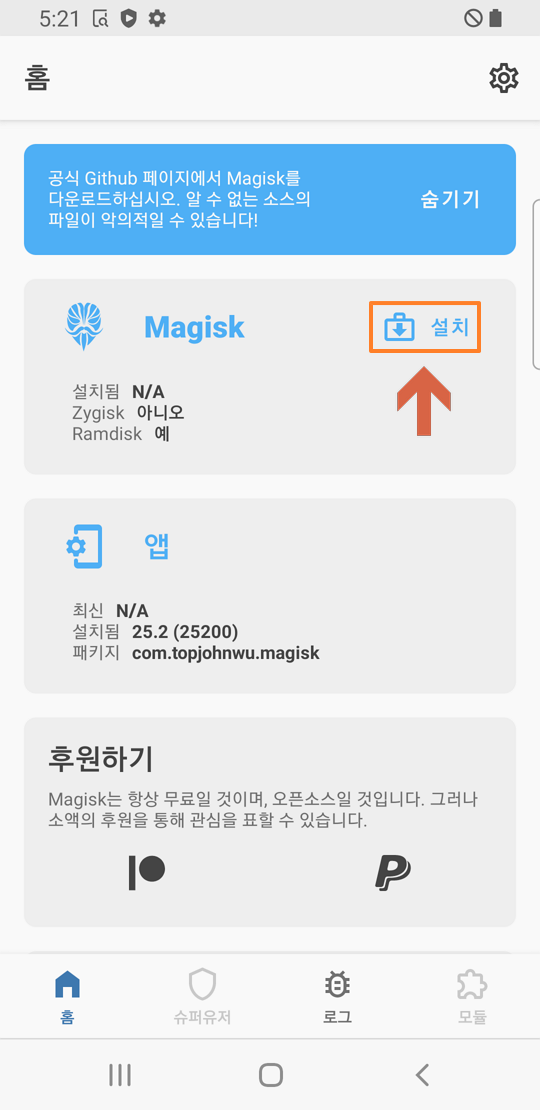 5:21
홈
공식 Github 페이지에서 Magisk를
다운로드하십시오. 알 수 없는 소스의
파일이 악의적일 수 있습니다!
숨기기
Magisk
설치
설치됨 N/A
Zygisk 아니오
Ramdisk 예
앱
최신 N/A
설치됨 25.2 (25200)
패키지 com.topjohnwu.magisk
후원하기
Magisk는 항상 무료일 것이며, 오픈소스일 것입니다. 그러나
소액의 후원을 통해 관심을 표할 수 있습니다.
홈
슈퍼유저
로그
모듈